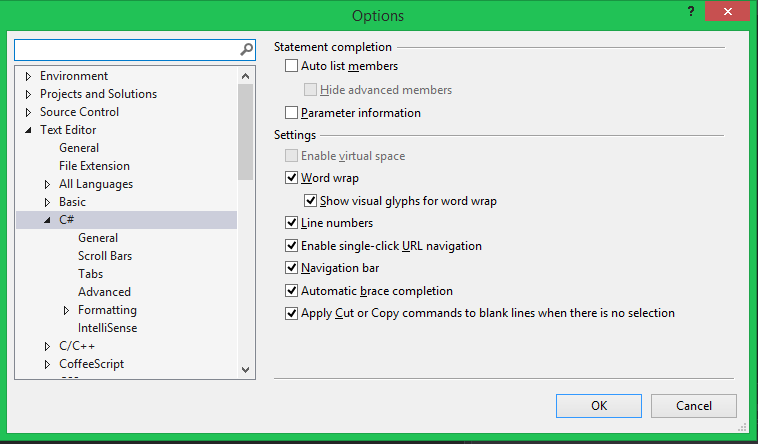 Options
?
Environment
Projects and Solutions
Source Control
Text Editor
General
File Extension
All Languages
Basic
C#
General
Scroll Bars
Tabs
Advanced
Formatting
IntelliSense
C/C++
CoffeeScript
Statement completion
Auto list members
Hide advanced members
Parameter information
Settings
Enable virtual space
Word wrap
Show visual glyphs for word wrap
Line numbers
Enable single-click URL navigation
Navigation bar
Automatic brace completion
Apply Cut or Copy commands to blank lines when there is no selection
OK
Cancel